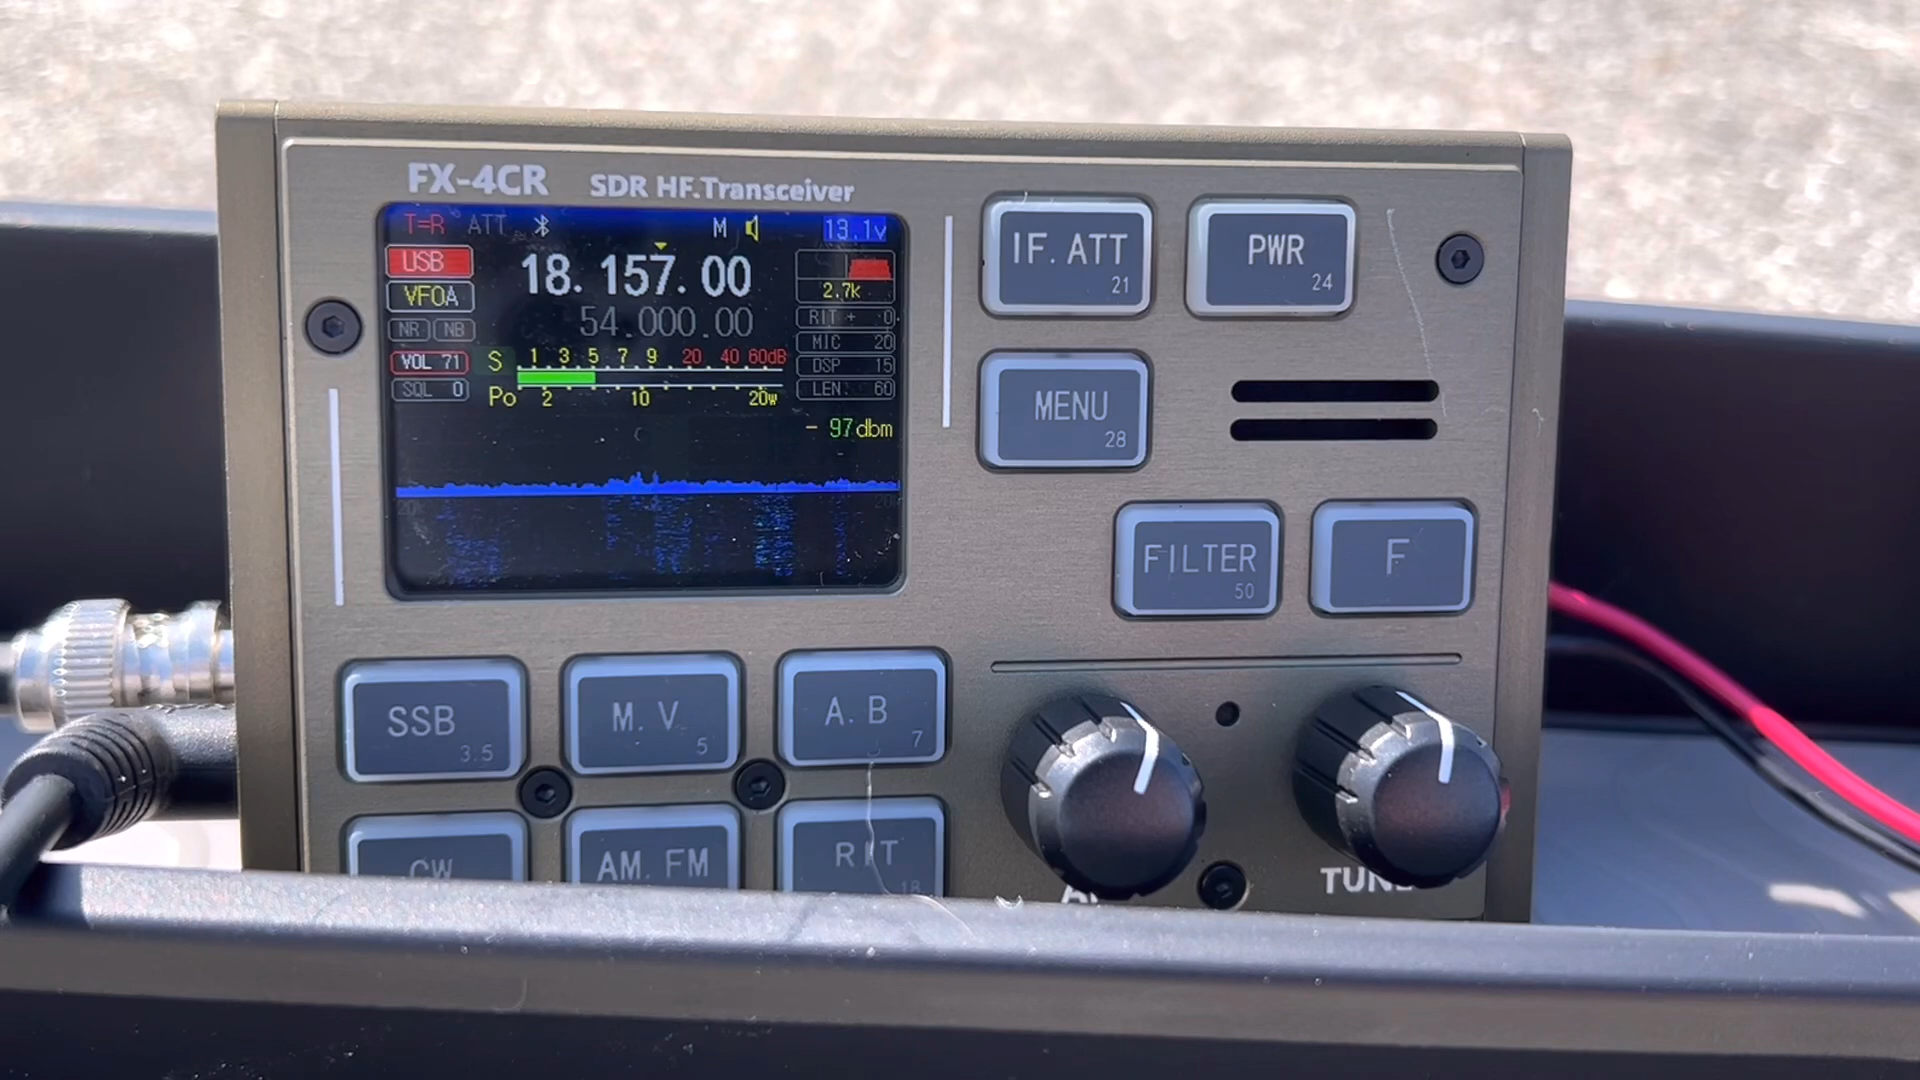 FX-4CR SDR HF.Transceiver
T=R ATT M 13.1v
USB 18.157.00
VFOA 2.7k
54.000.00 RIT + 0
NR NB MIC 20
VOL 71 S 1 3 5 7 9 20 40 60dB DSP 15
SQL 0 Po 2 10 20w LEN 60
- 97dbm
20
IF.ATT 21
PWR 24
MENU 28
FILTER 50
F
SSB 3.5
M.V 5
A.B 7
CW
AM.FM
RIT 18
TUNE